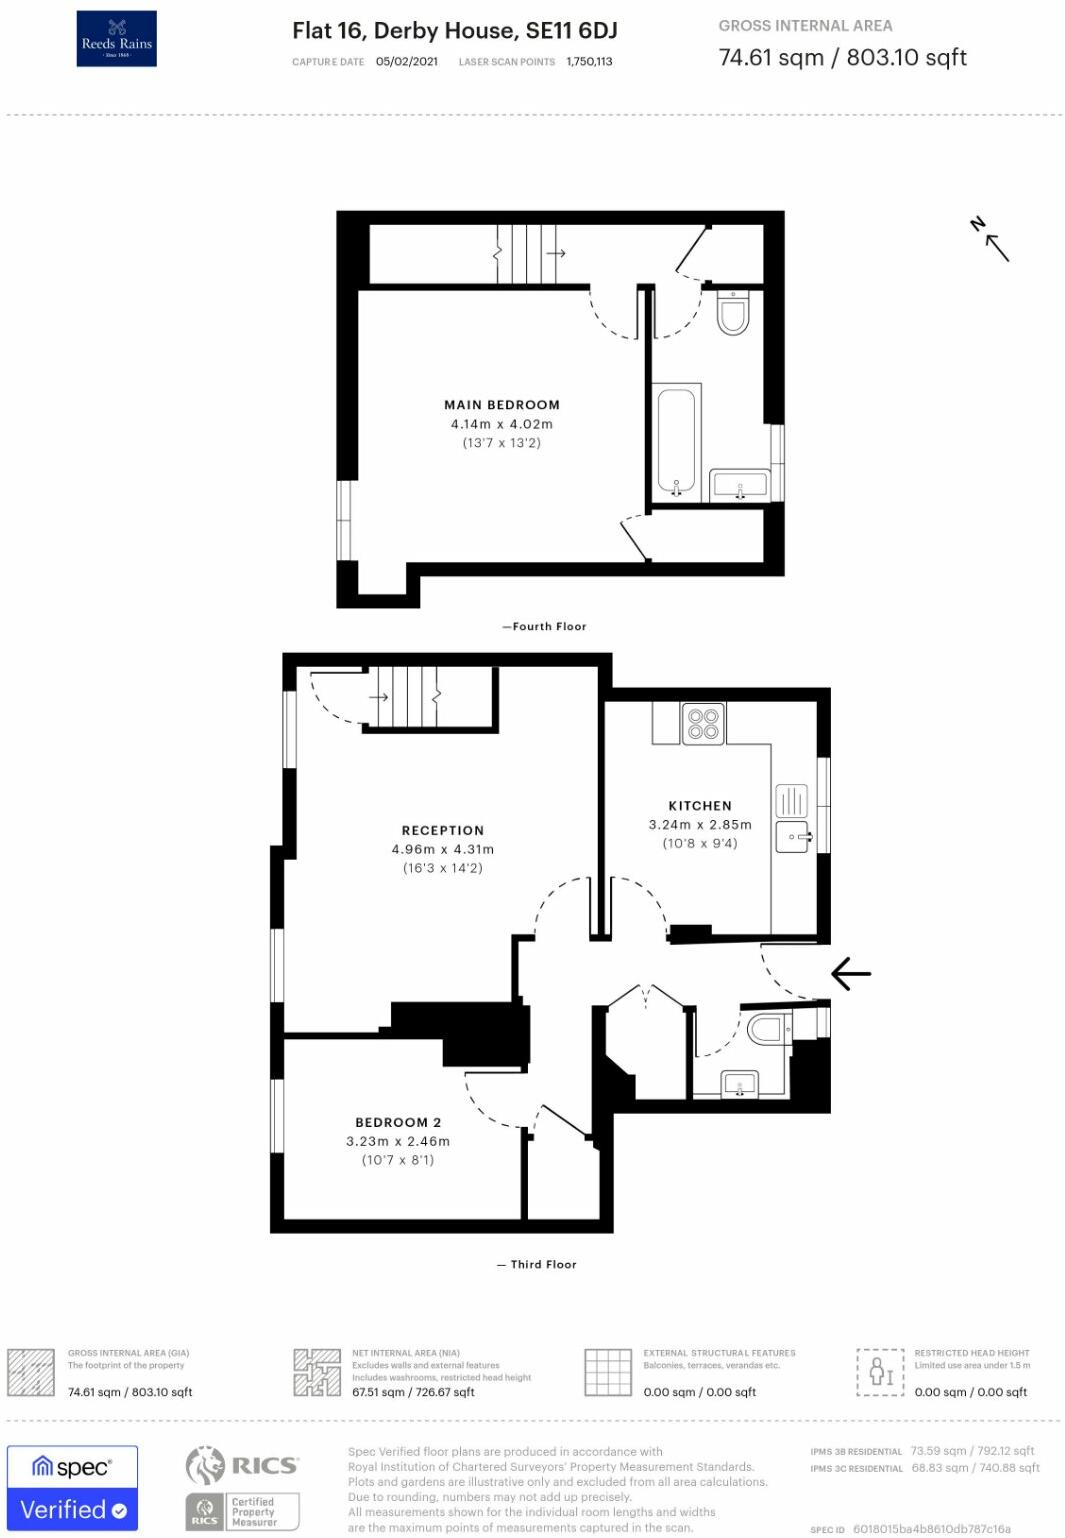 Reeds Rains
· Since 1868 ·
Flat 16, Derby House, SE11 6DJ
CAPTURE DATE 05/02/2021 LASER SCAN POINTS 1,750,113
GROSS INTERNAL AREA
74.61 sqm / 803.10 sqft
N
MAIN BEDROOM
4.14m x 4.02m
(13'7 x 13'2)
—Fourth Floor
RECEPTION
4.96m x 4.31m
(16'3 x 14'2)
KITCHEN
3.24m x 2.85m
(10'8 x 9'4)
BEDROOM 2
3.23m x 2.46m
(10'7 x 8'1)
— Third Floor
GROSS INTERNAL AREA (GIA)
The footprint of the property
74.61 sqm / 803.10 sqft
NET INTERNAL AREA (NIA)
Excludes walls and external features
Includes washrooms, restricted head height
67.51 sqm / 726.67 sqft
EXTERNAL STRUCTURAL FEATURES
Balconies, terraces, verandas etc.
0.00 sqm / 0.00 sqft
RESTRICTED HEAD HEIGHT
Limited use area under 1.5 m
0.00 sqm / 0.00 sqft
spec®
Verified
RICS
RICS
Certified
Property
Measurer
Spec Verified floor plans are produced in accordance with
Royal Institution of Chartered Surveyors' Property Measurement Standards.
Plots and gardens are illustrative only and excluded from all area calculations.
Due to rounding, numbers may not add up precisely.
All measurements shown for the individual room lengths and widths
are the maximum points of measurements captured in the scan.
IPMS 3B RESIDENTIAL 73.59 sqm / 792.12 sqft
IPMS 3C RESIDENTIAL 68.83 sqm / 740.88 sqft
SPEC ID 6018015ba4b8610db787c16a